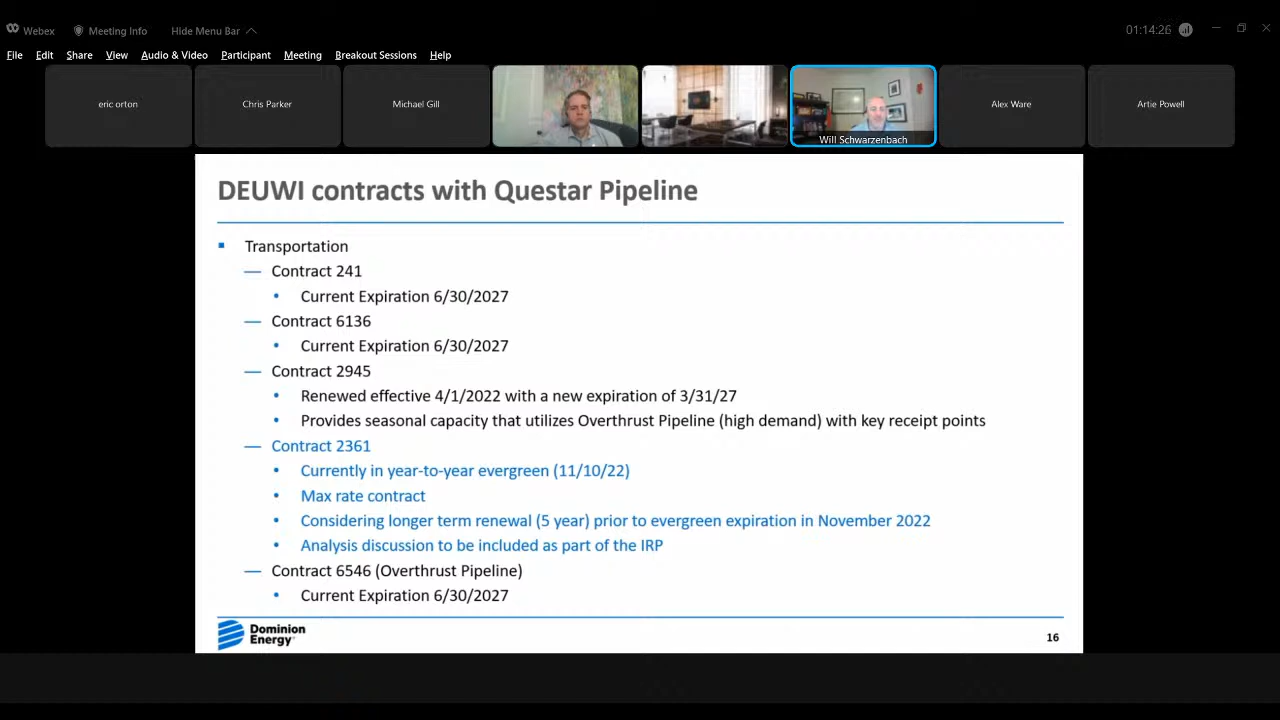 Webex
Meeting Info
Hide Menu Bar
01:14:26
File Edit Share View Audio & Video Participant Meeting Breakout Sessions Help
eric orton
Chris Parker
Michael Gill
Will Schwarzenbach
Alex Ware
Artie Powell
DEUWI contracts with Questar Pipeline
▪ Transportation
— Contract 241
• Current Expiration 6/30/2027
— Contract 6136
• Current Expiration 6/30/2027
— Contract 2945
• Renewed effective 4/1/2022 with a new expiration of 3/31/27
• Provides seasonal capacity that utilizes Overthrust Pipeline (high demand) with key receipt points
— Contract 2361
• Currently in year-to-year evergreen (11/10/22)
• Max rate contract
• Considering longer term renewal (5 year) prior to evergreen expiration in November 2022
• Analysis discussion to be included as part of the IRP
— Contract 6546 (Overthrust Pipeline)
• Current Expiration 6/30/2027
Dominion
Energy
16